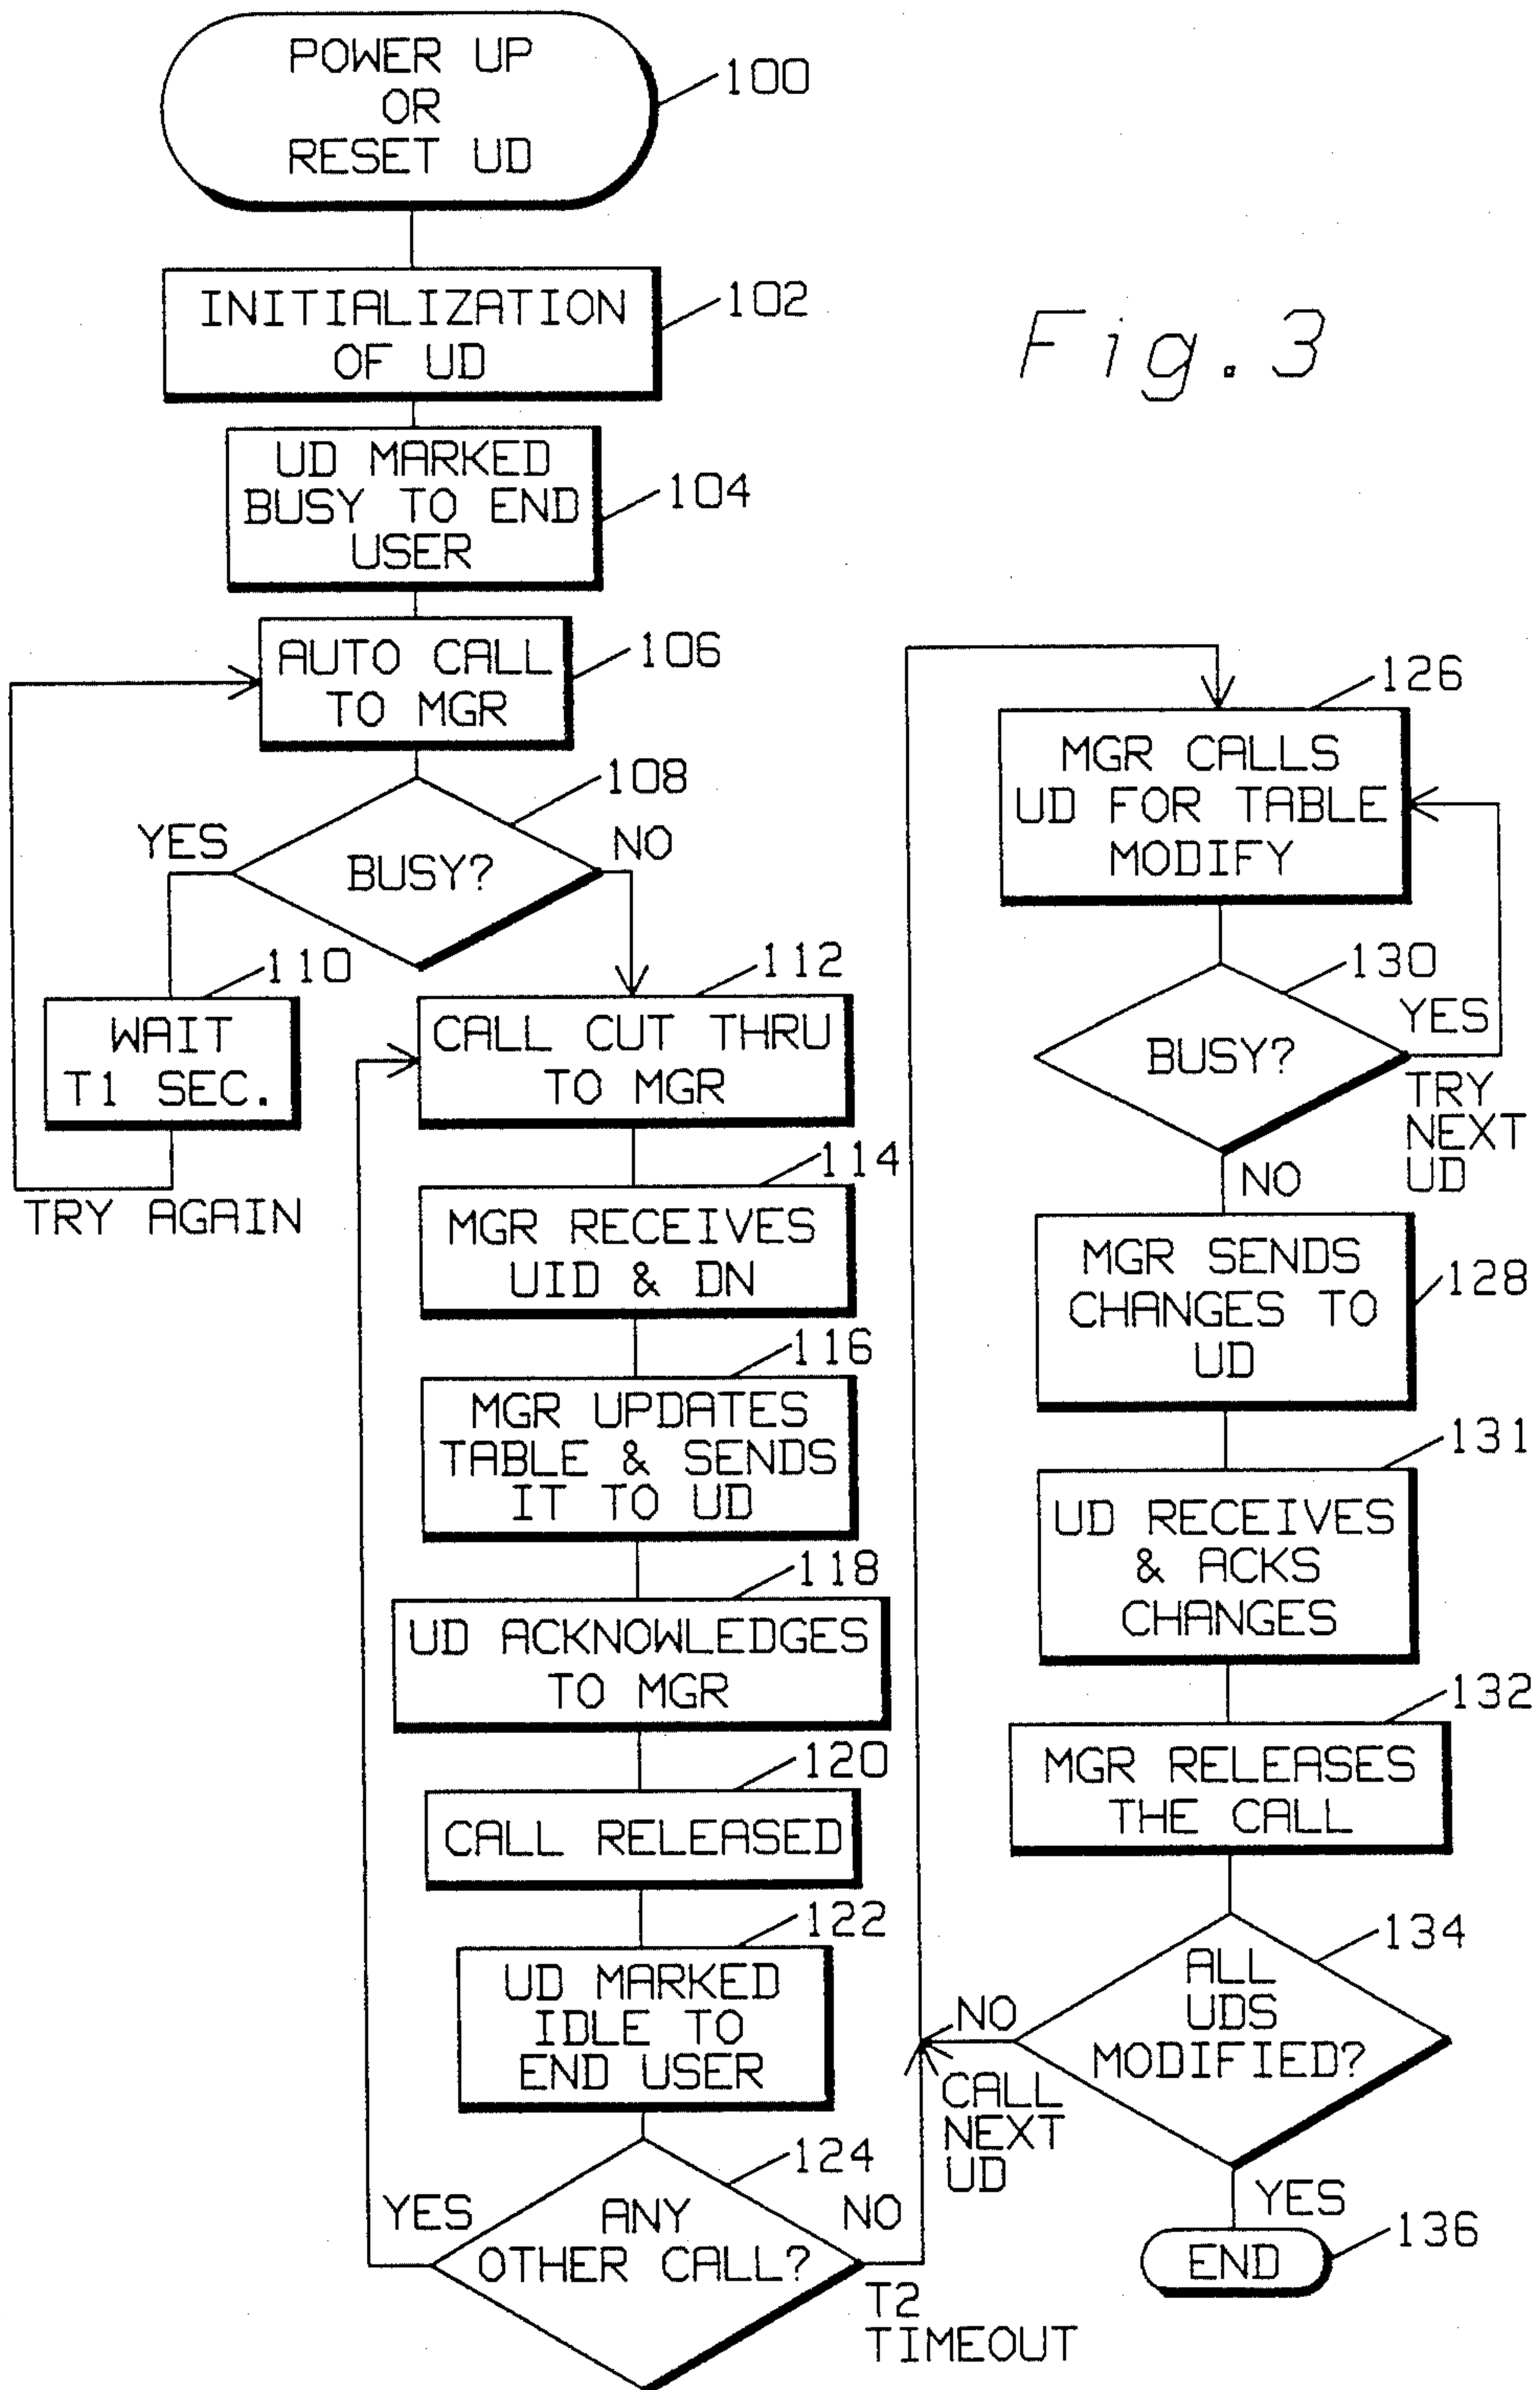 POWER UP
OR
RESET UD
100
INITIALIZATION
OF UD
102
Fig. 3
UD MARKED
BUSY TO END
USER
104
AUTO CALL
TO MGR
106
BUSY?
108
YES
NO
WAIT
T1 SEC.
110
TRY AGAIN
CALL CUT THRU
TO MGR
112
MGR RECEIVES
UID & DN
114
MGR UPDATES
TABLE & SENDS
IT TO UD
116
UD ACKNOWLEDGES
TO MGR
118
CALL RELEASED
120
UD MARKED
IDLE TO
END USER
122
ANY
OTHER CALL?
124
YES
NO
T2
TIMEOUT
MGR CALLS
UD FOR TABLE
MODIFY
126
BUSY?
130
YES
TRY
NEXT
UD
NO
MGR SENDS
CHANGES TO
UD
128
UD RECEIVES
& ACKS
CHANGES
131
MGR RELEASES
THE CALL
132
ALL
UDS
MODIFIED?
134
NO
CALL
NEXT
UD
YES
END
136